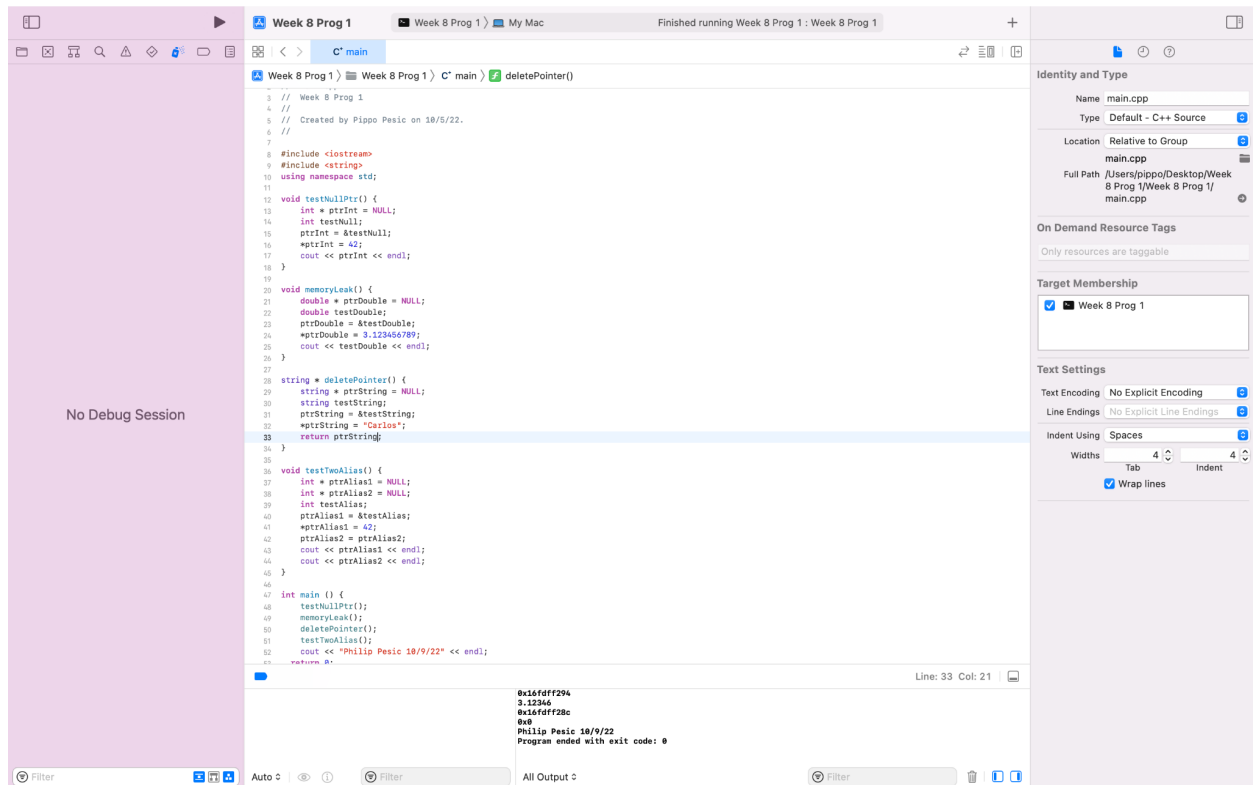 Week 8 Prog 1
Week 8 Prog 1 〉 My Mac
Finished running Week 8 Prog 1 : Week 8 Prog 1
main
Week 8 Prog 1 〉 Week 8 Prog 1 〉 main 〉 deletePointer()
3 // Week 8 Prog 1
4 //
5 // Created by Pippo Pesic on 10/5/22.
6 //
7
8 #include <iostream>
9 #include <string>
10 using namespace std;
11
12 void testNullPtr() {
13 int * ptrInt = NULL;
14 int testNull;
15 ptrInt = &testNull;
16 *ptrInt = 42;
17 cout << ptrInt << endl;
18 }
19
20 void memoryLeak() {
21 double * ptrDouble = NULL;
22 double testDouble;
23 ptrDouble = &testDouble;
24 *ptrDouble = 3.123456789;
25 cout << testDouble << endl;
26 }
27
28 string * deletePointer() {
29 string * ptrString = NULL;
30 string testString;
31 ptrString = &testString;
32 *ptrString = "Carlos";
33 return ptrString;
34 }
35
36 void testTwoAlias() {
37 int * ptrAlias1 = NULL;
38 int * ptrAlias2 = NULL;
39 int testAlias;
40 ptrAlias1 = &testAlias;
41 *ptrAlias1 = 42;
42 ptrAlias2 = ptrAlias2;
43 cout << ptrAlias1 << endl;
44 cout << ptrAlias2 << endl;
45 }
46
47 int main () {
48 testNullPtr();
49 memoryLeak();
50 deletePointer();
51 testTwoAlias();
52 cout << "Philip Pesic 10/9/22" << endl;
53 return 0;
No Debug Session
Line: 33 Col: 21
0x16fdff294
3.12346
0x16fdff28c
0x0
Philip Pesic 10/9/22
Program ended with exit code: 0
Filter
Auto
Filter
All Output
Filter
Identity and Type
Name main.cpp
Type Default - C++ Source
Location Relative to Group
main.cpp
Full Path /Users/pippo/Desktop/Week
8 Prog 1/Week 8 Prog 1/
main.cpp
On Demand Resource Tags
Only resources are taggable
Target Membership
Week 8 Prog 1
Text Settings
Text Encoding No Explicit Encoding
Line Endings No Explicit Line Endings
Indent Using Spaces
Widths 4 4
Tab Indent
Wrap lines